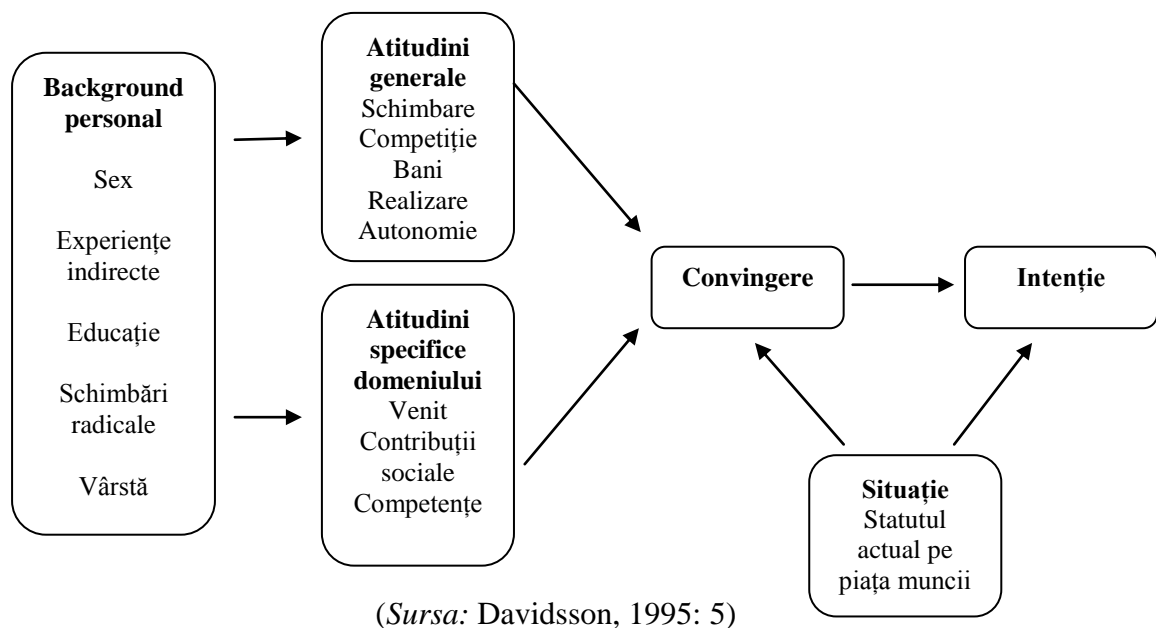 Background
personal
Sex
Experiențe
indirecte
Educație
Schimbări
radicale
Vârstă
Atitudini
generale
Schimbare
Competiție
Bani
Realizare
Autonomie
Atitudini
specifice
domeniului
Venit
Contribuții
sociale
Competențe
Convingere
Intenție
Situație
Statutul
actual pe
piața muncii
(Sursa: Davidsson, 1995: 5)